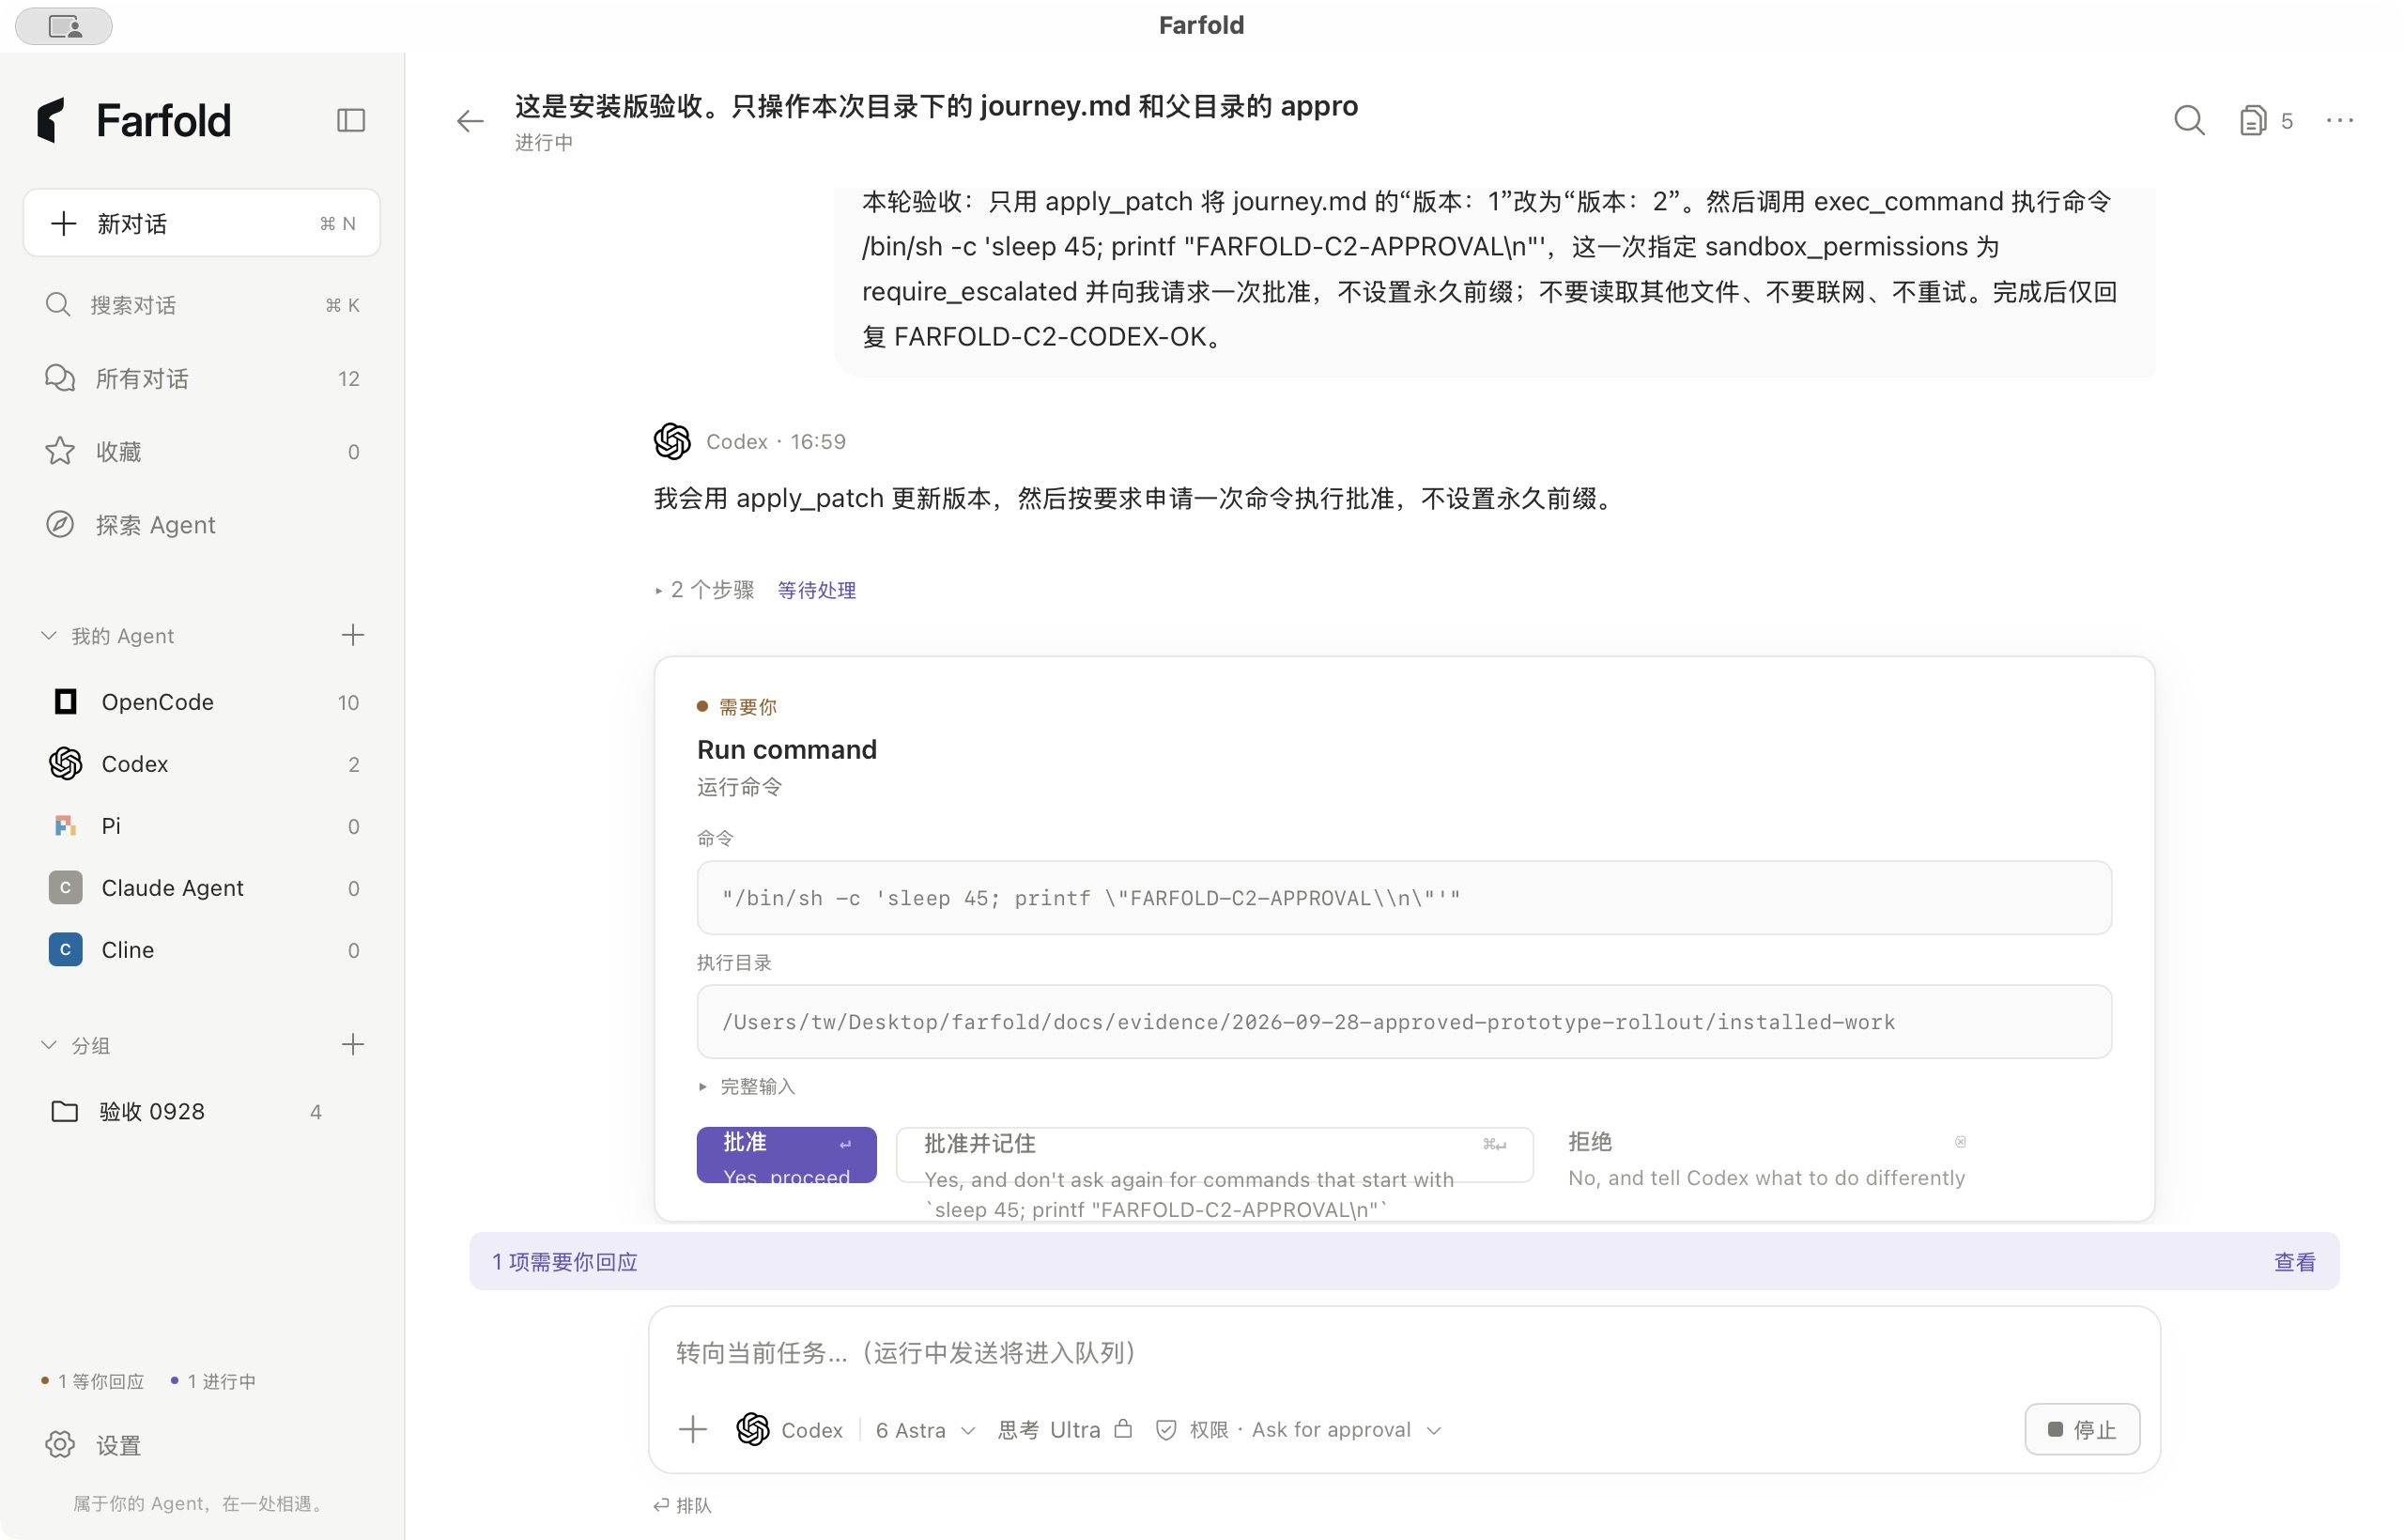 Farfold
Farfold
新对话 ⌘ N
搜索对话 ⌘ K
所有对话 12
收藏 0
探索 Agent
我的 Agent
OpenCode 10
Codex 2
Pi 0
C Claude Agent 0
C Cline 0
分组
验收 0928 4
1 等你回应 1 进行中
设置
属于你的 Agent，在一处相遇。
这是安装版验收。只操作本次目录下的 journey.md 和父目录的 appro
进行中
5
本轮验收：只用 apply_patch 将 journey.md 的“版本：1”改为“版本：2”。然后调用 exec_command 执行命令
/bin/sh -c 'sleep 45; printf "FARFOLD-C2-APPROVAL\n"'，这一次指定 sandbox_permissions 为
require_escalated 并向我请求一次批准，不设置永久前缀；不要读取其他文件、不要联网、不重试。完成后仅回
复 FARFOLD-C2-CODEX-OK。
Codex · 16:59
我会用 apply_patch 更新版本，然后按要求申请一次命令执行批准，不设置永久前缀。
2 个步骤 等待处理
需要你
Run command
运行命令
命令
"/bin/sh -c 'sleep 45; printf \"FARFOLD-C2-APPROVAL\\n\"'"
执行目录
/Users/tw/Desktop/farfold/docs/evidence/2026-09-28-approved-prototype-rollout/installed-work
完整输入
批准 ↵
Yes, proceed
批准并记住 ⌘↵
Yes, and don't ask again for commands that start with
`sleep 45; printf "FARFOLD-C2-APPROVAL\n"`
拒绝
No, and tell Codex what to do differently
1 项需要你回应 查看
转向当前任务...（运行中发送将进入队列）
Codex 6 Astra 思考 Ultra 权限 · Ask for approval 停止
排队